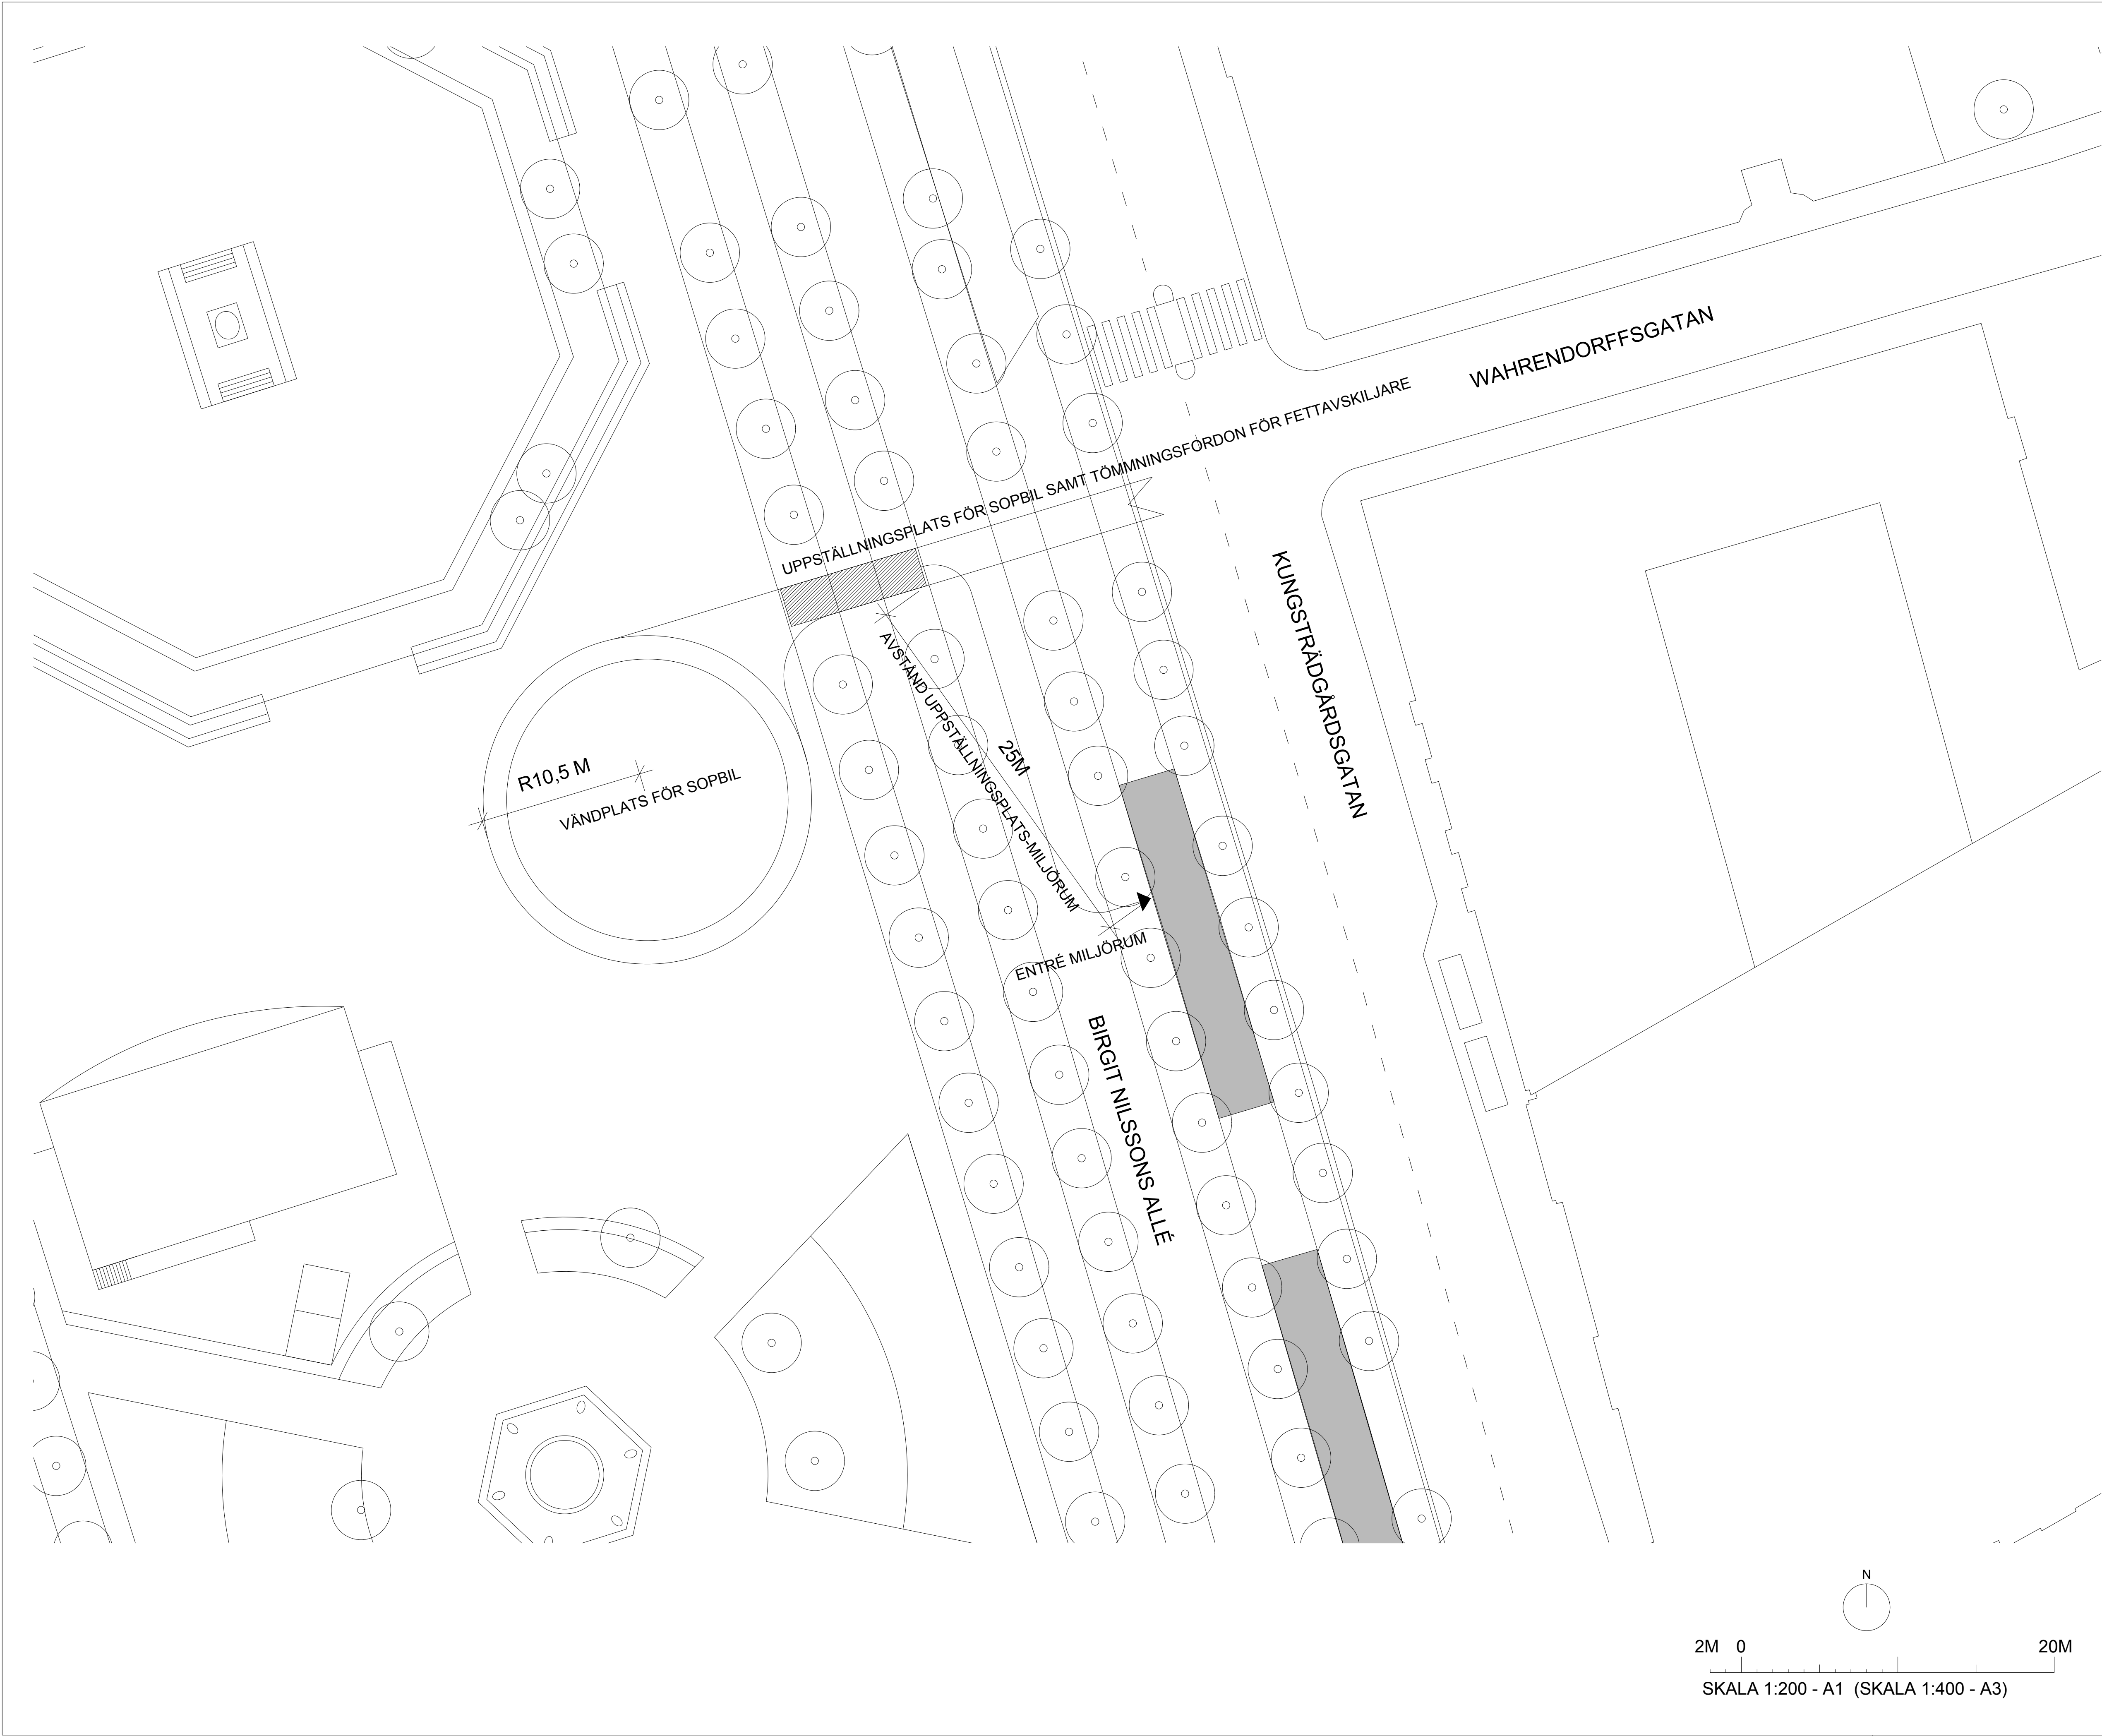 WAHRENDORFFSGATAN
UPPSTÄLLNINGSPLATS FÖR SOPBIL SAMT TÖMMNINGSFORDON FÖR FETTAVSKILJARE
KUNGSTRÄDGÅRDSGATAN
AVSTÅND UPPSTÄLLNINGSPLATS-MILJÖRUM
25M
R10,5 M
VÄNDPLATS FÖR SOPBIL
ENTRÉ MILJÖRUM
BIRGIT NILSSONS ALLÉ
N
2M 0 20M
SKALA 1:200 - A1 (SKALA 1:400 - A3)